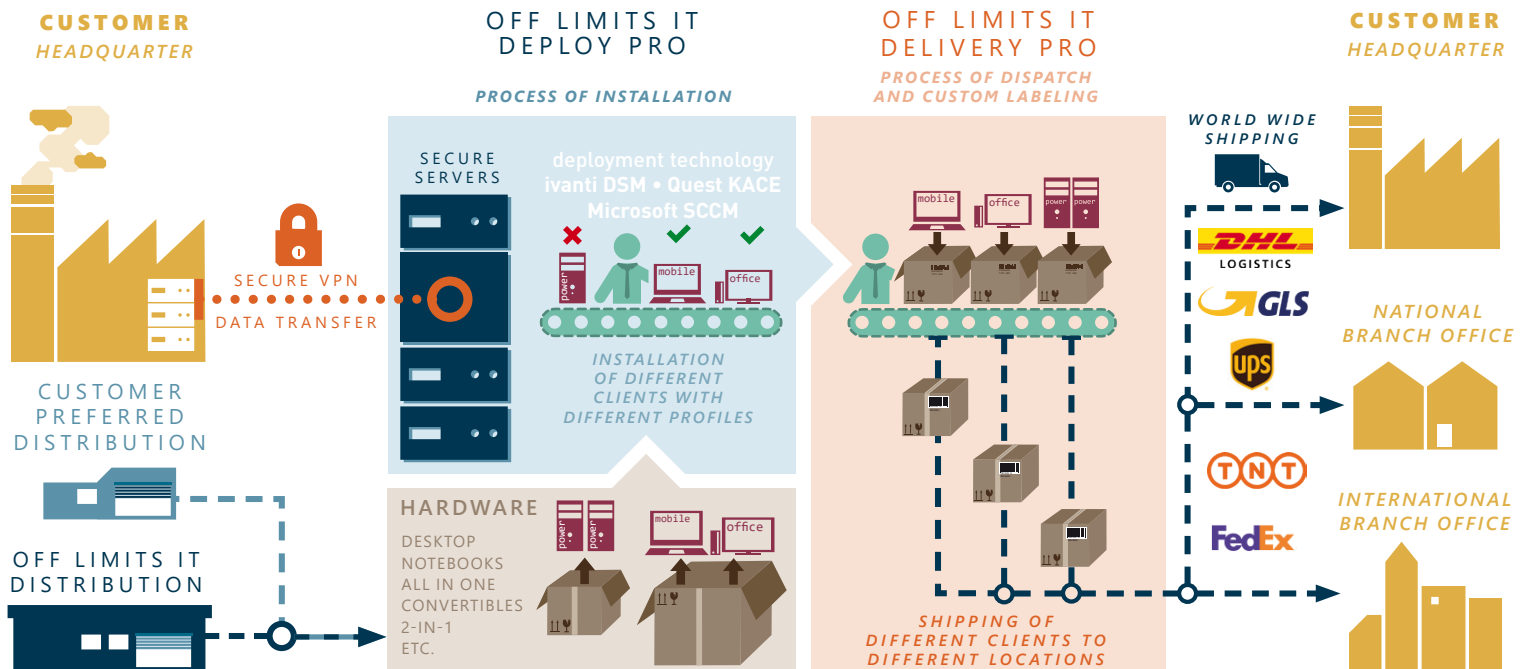 CUSTOMER
HEADQUARTER
SECURE VPN
DATA TRANSFER
CUSTOMER
PREFERRED
DISTRIBUTION
OFF LIMITS IT
DISTRIBUTION
OFF LIMITS IT
DEPLOY PRO
PROCESS OF INSTALLATION
SECURE
SERVERS
deployment technology
ivanti DSM • Quest KACE
Microsoft SCCM
power
mobile
office
INSTALLATION
OF DIFFERENT
CLIENTS WITH
DIFFERENT PROFILES
HARDWARE
DESKTOP
NOTEBOOKS
ALL IN ONE
CONVERTIBLES
2-IN-1
ETC.
power
power
mobile
office
OFF LIMITS IT
DELIVERY PRO
PROCESS OF DISPATCH
AND CUSTOM LABELING
mobile
office
power
power
SHIPPING OF
DIFFERENT CLIENTS TO
DIFFERENT LOCATIONS
WORLD WIDE
SHIPPING
DHL
LOGISTICS
GLS
ups
TNT
FedEx
CUSTOMER
HEADQUARTER
NATIONAL
BRANCH OFFICE
INTERNATIONAL
BRANCH OFFICE